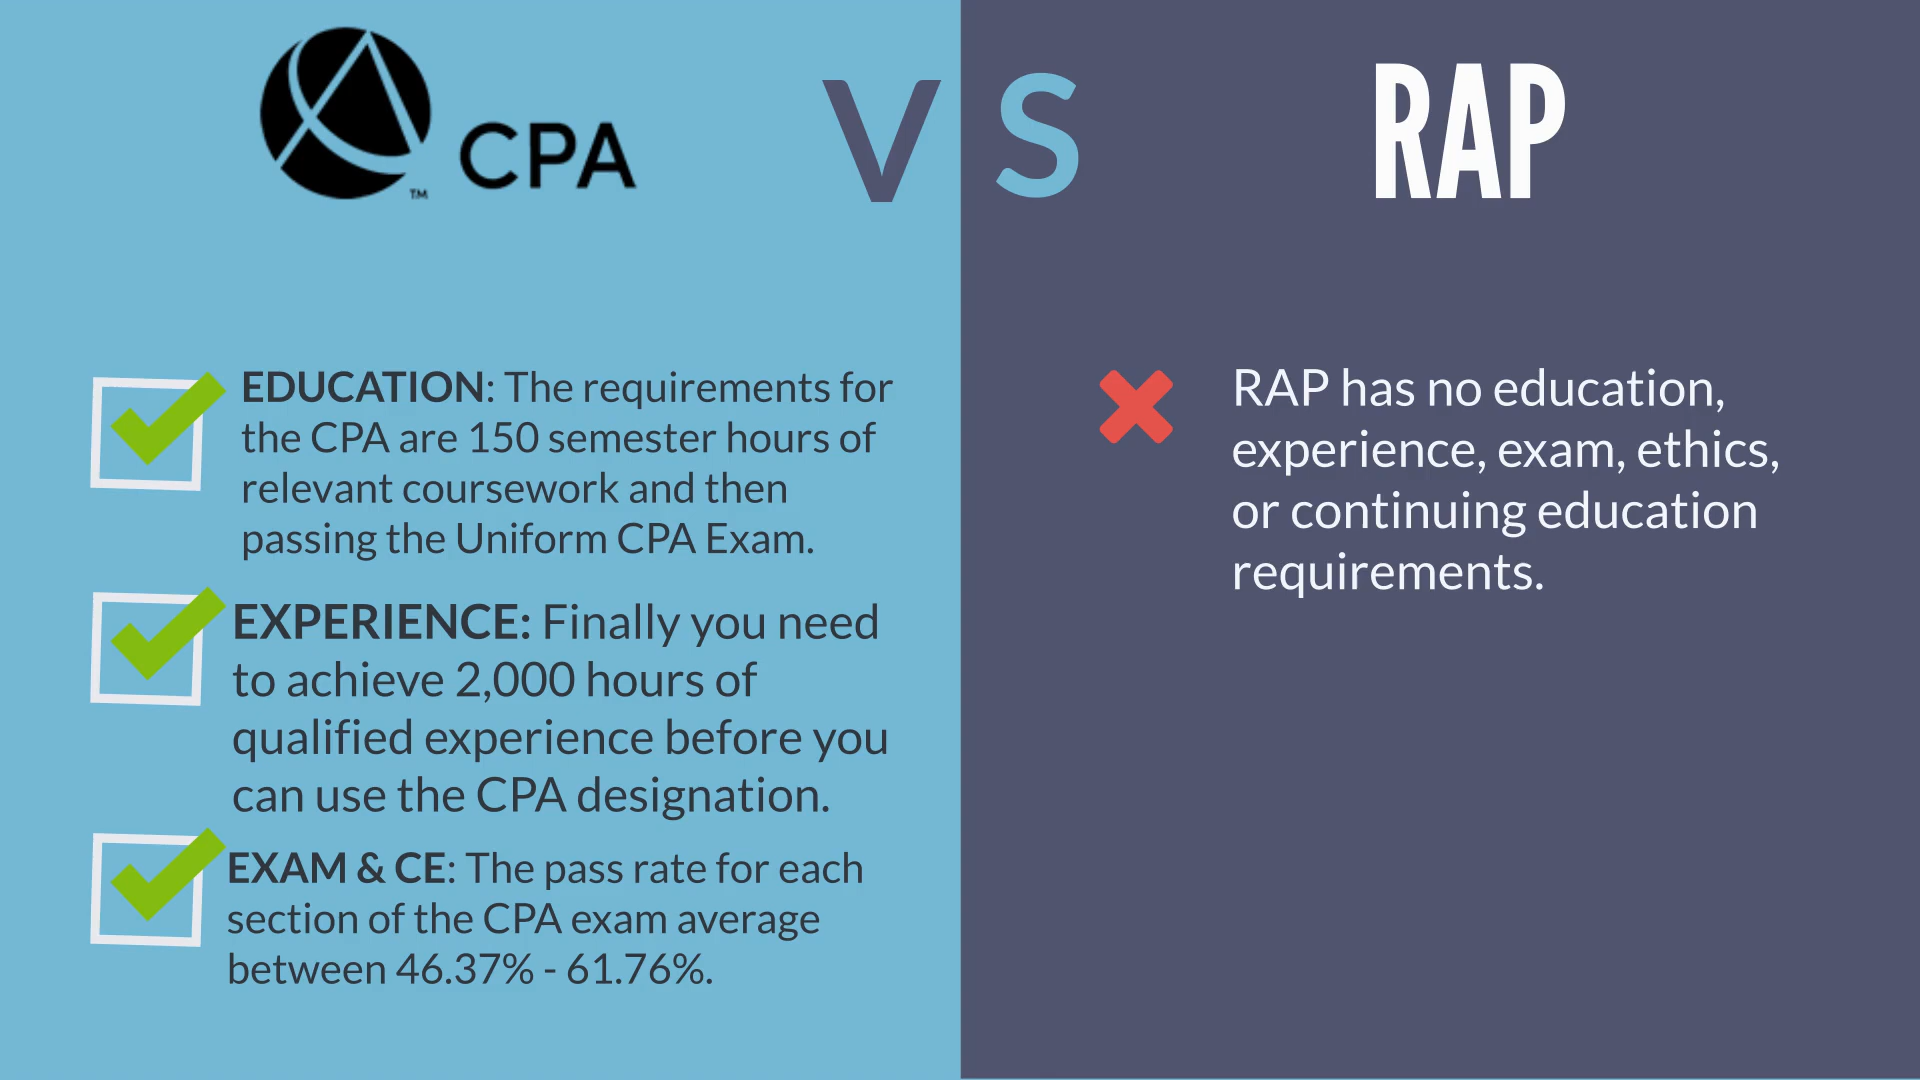 CPA
™
VS
RAP
EDUCATION: The requirements for
the CPA are 150 semester hours of
relevant coursework and then
passing the Uniform CPA Exam.
EXPERIENCE: Finally you need
to achieve 2,000 hours of
qualified experience before you
can use the CPA designation.
EXAM & CE: The pass rate for each
section of the CPA exam average
between 46.37% - 61.76%.
RAP has no education,
experience, exam, ethics,
or continuing education
requirements.